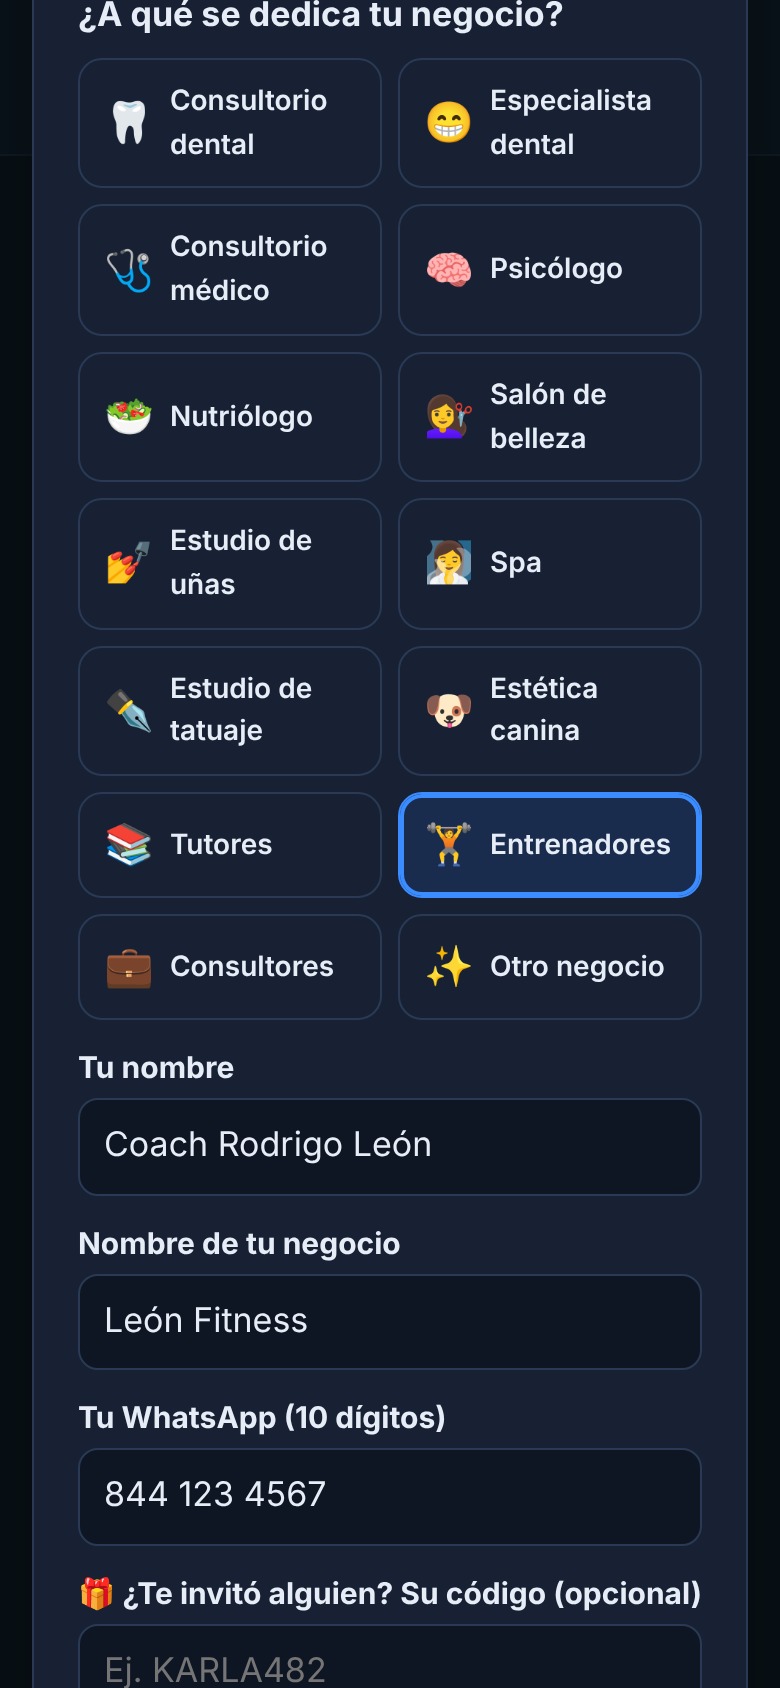 ¿A qué se dedica tu negocio?
Consultorio
dental
Especialista
dental
Consultorio
médico
Psicólogo
Nutriólogo
Salón de
belleza
Estudio de
uñas
Spa
Estudio de
tatuaje
Estética
canina
Tutores
Entrenadores
Consultores
Otro negocio
Tu nombre
Coach Rodrigo León
Nombre de tu negocio
León Fitness
Tu WhatsApp (10 dígitos)
844 123 4567
🎁 ¿Te invitó alguien? Su código (opcional)
Ej. KARLA482